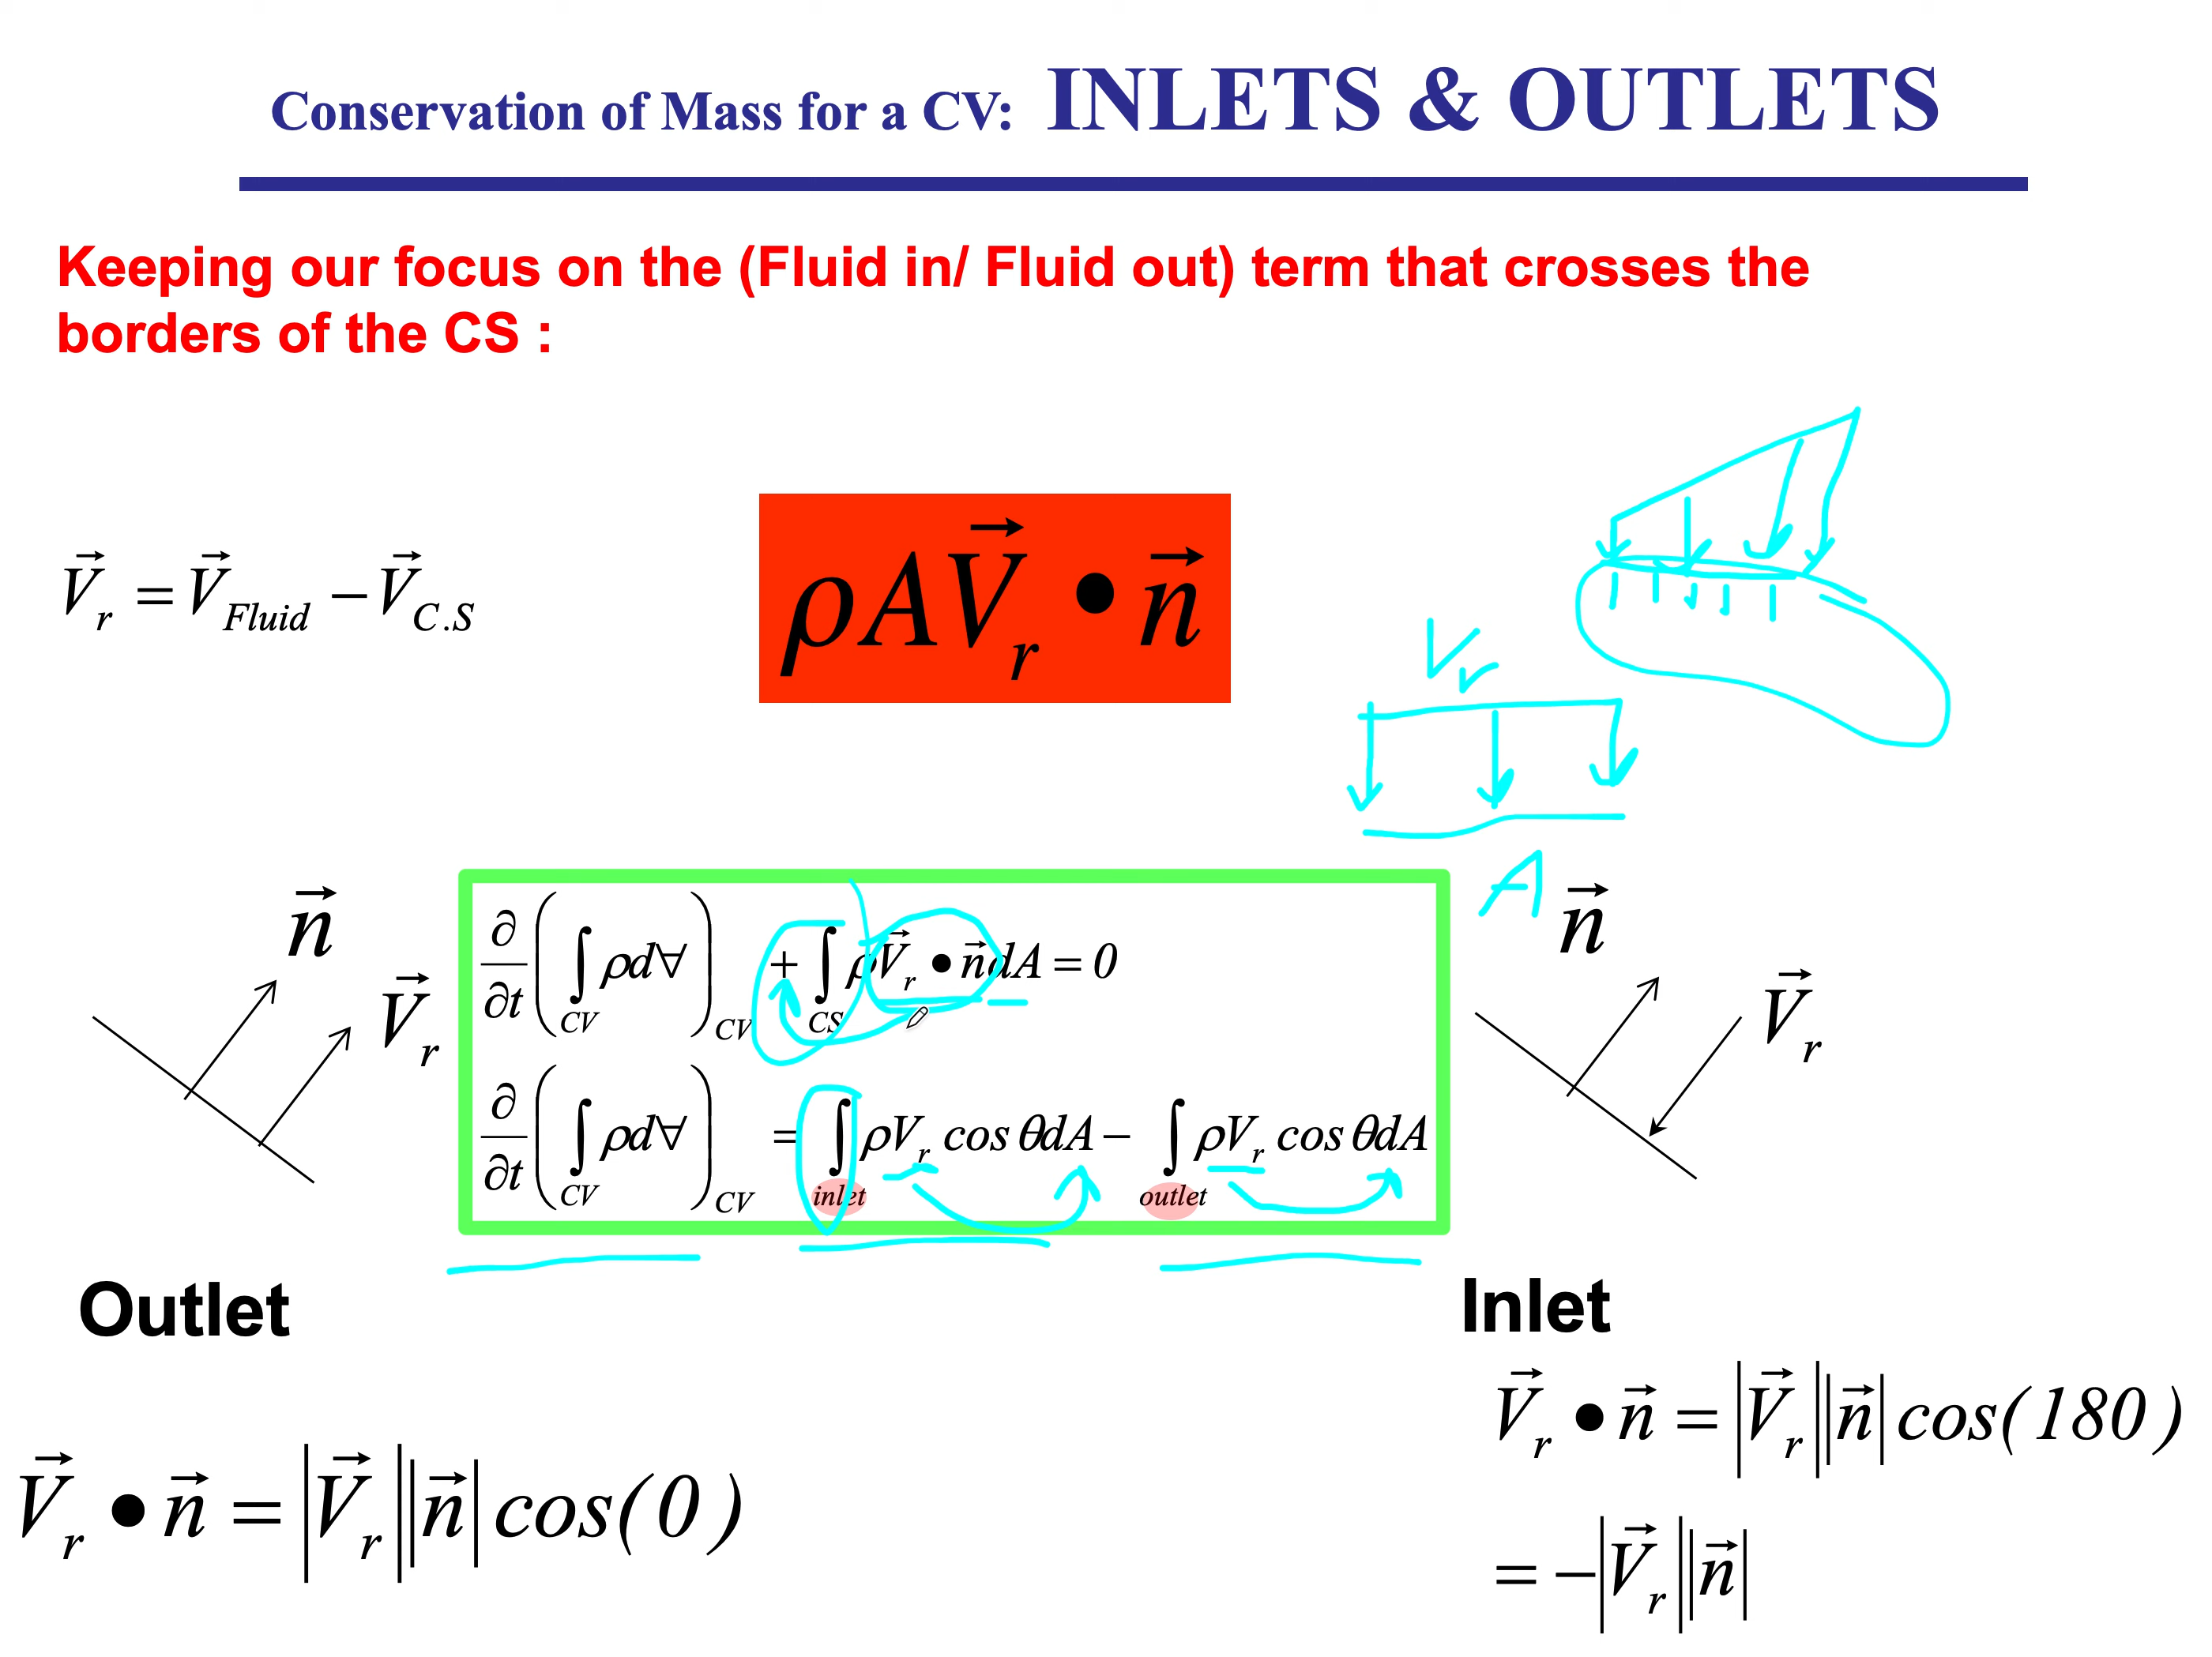 Conservation of Mass for a CV: INLETS & OUTLETS
Keeping our focus on the (Fluid in/ Fluid out) term that crosses the
borders of the CS :
V⃗r = V⃗Fluid − V⃗C.S
ρAV⃗r • n⃗
Vr
A
n⃗
V⃗r
∂/∂t (∫CV ρd∀)CV + ∫CS ρV⃗r • n⃗dA = 0
∂/∂t (∫CV ρd∀)CV = ∫inlet ρVr cos θdA − ∫outlet ρVr cos θdA
n⃗
V⃗r
Outlet
V⃗r • n⃗ = |V⃗r||n⃗|cos(0)
Inlet
V⃗r • n⃗ = |V⃗r||n⃗|cos(180)
= −|V⃗r||n⃗|